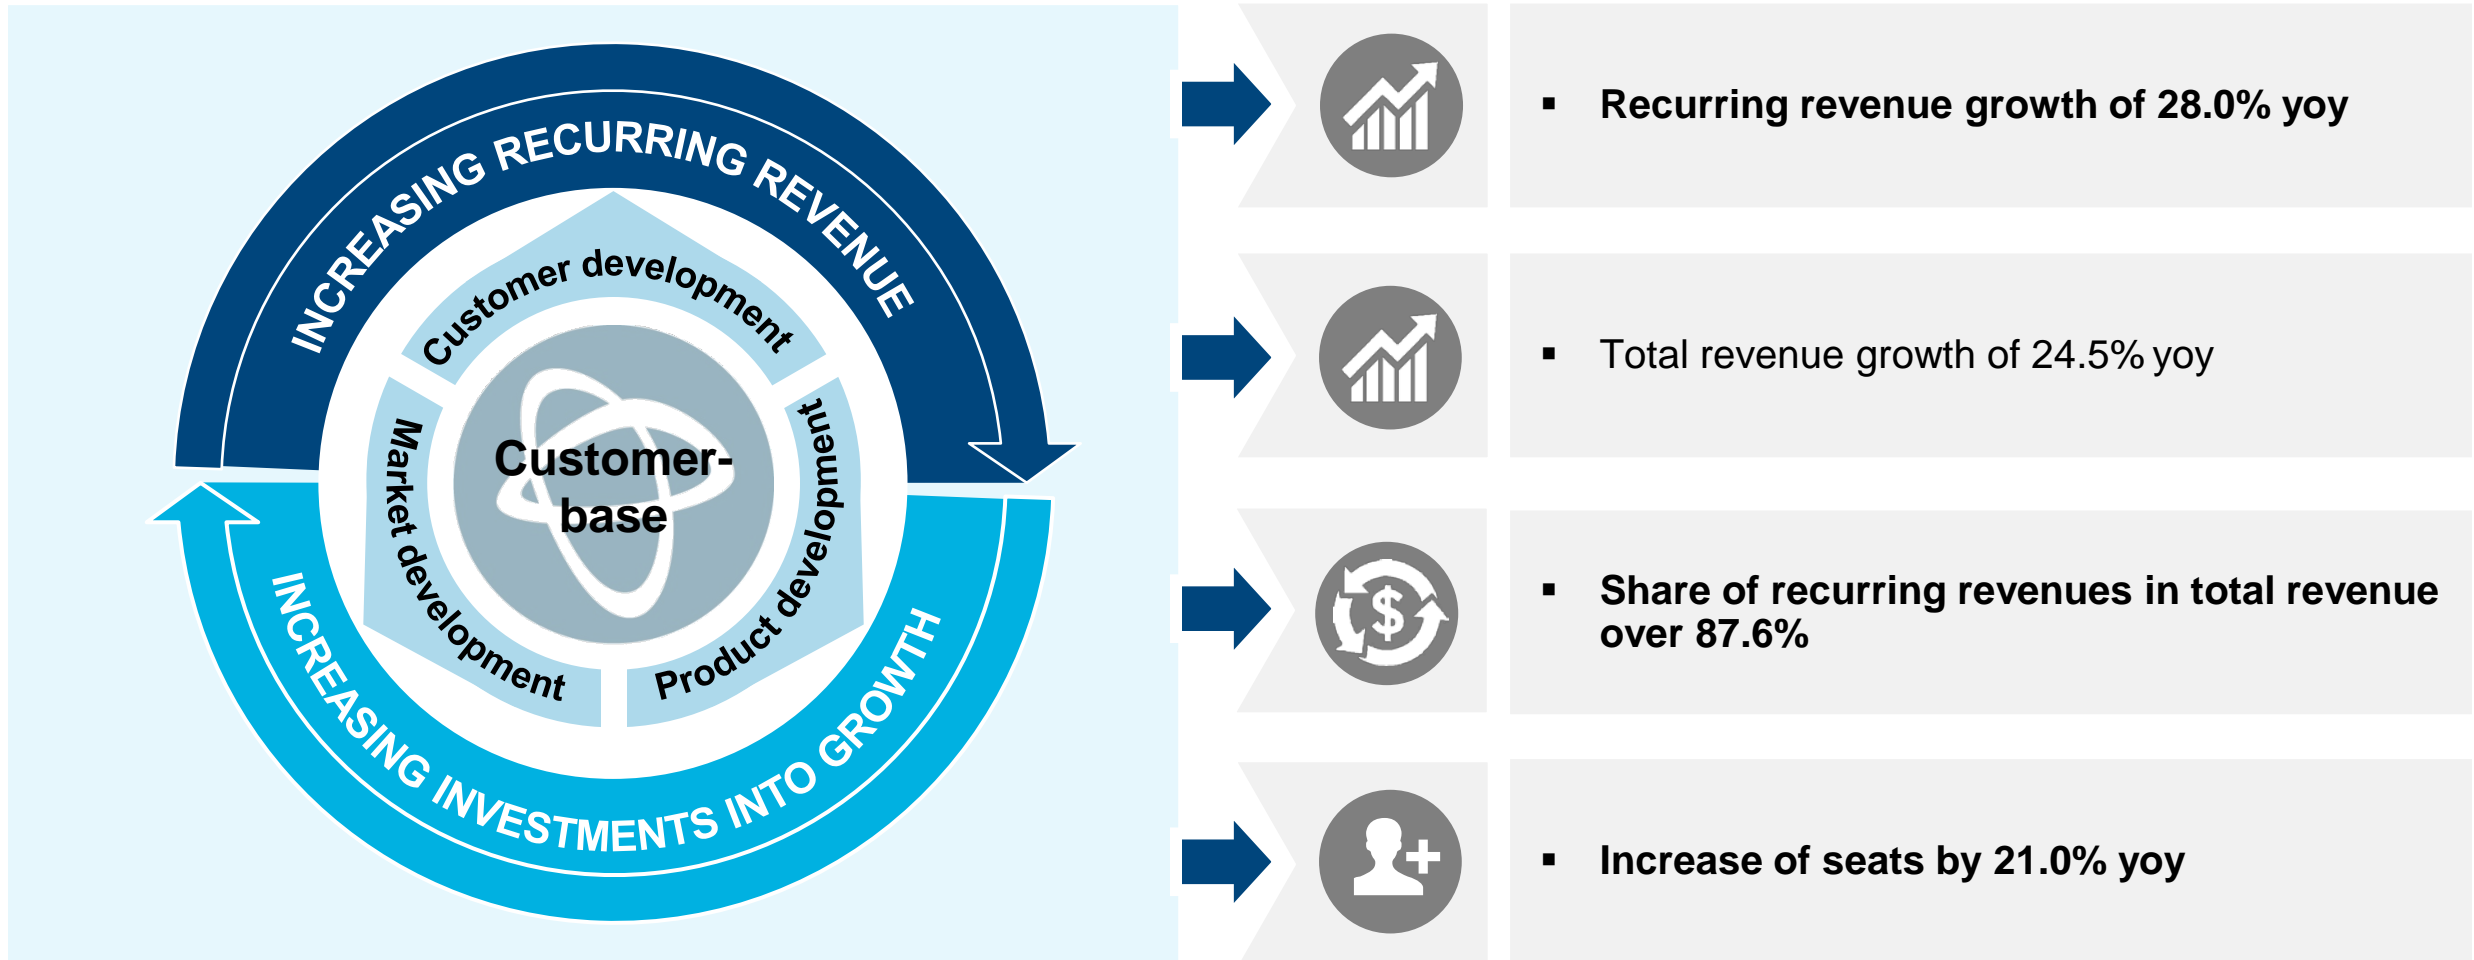 INCREASING RECURRING REVENUE
Customer development
Market development
Product development
Customer-
base
INCREASING INVESTMENTS INTO GROWTH
▪ Recurring revenue growth of 28.0% yoy
▪ Total revenue growth of 24.5% yoy
$
▪ Share of recurring revenues in total revenue
over 87.6%
▪ Increase of seats by 21.0% yoy